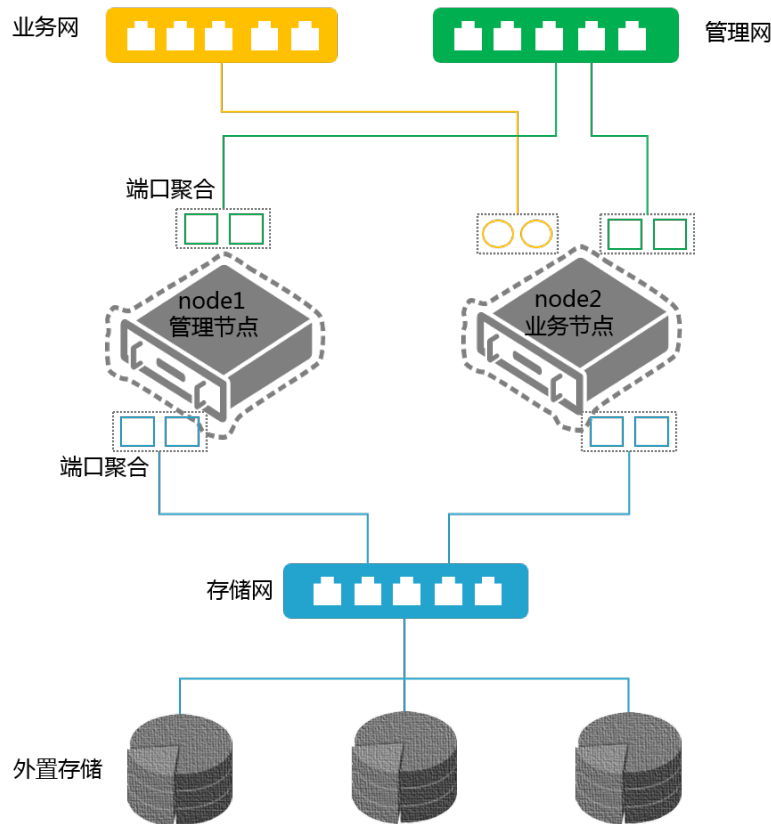 业务网
管理网
端口聚合
node1
管理节点
node2
业务节点
端口聚合
存储网
外置存储